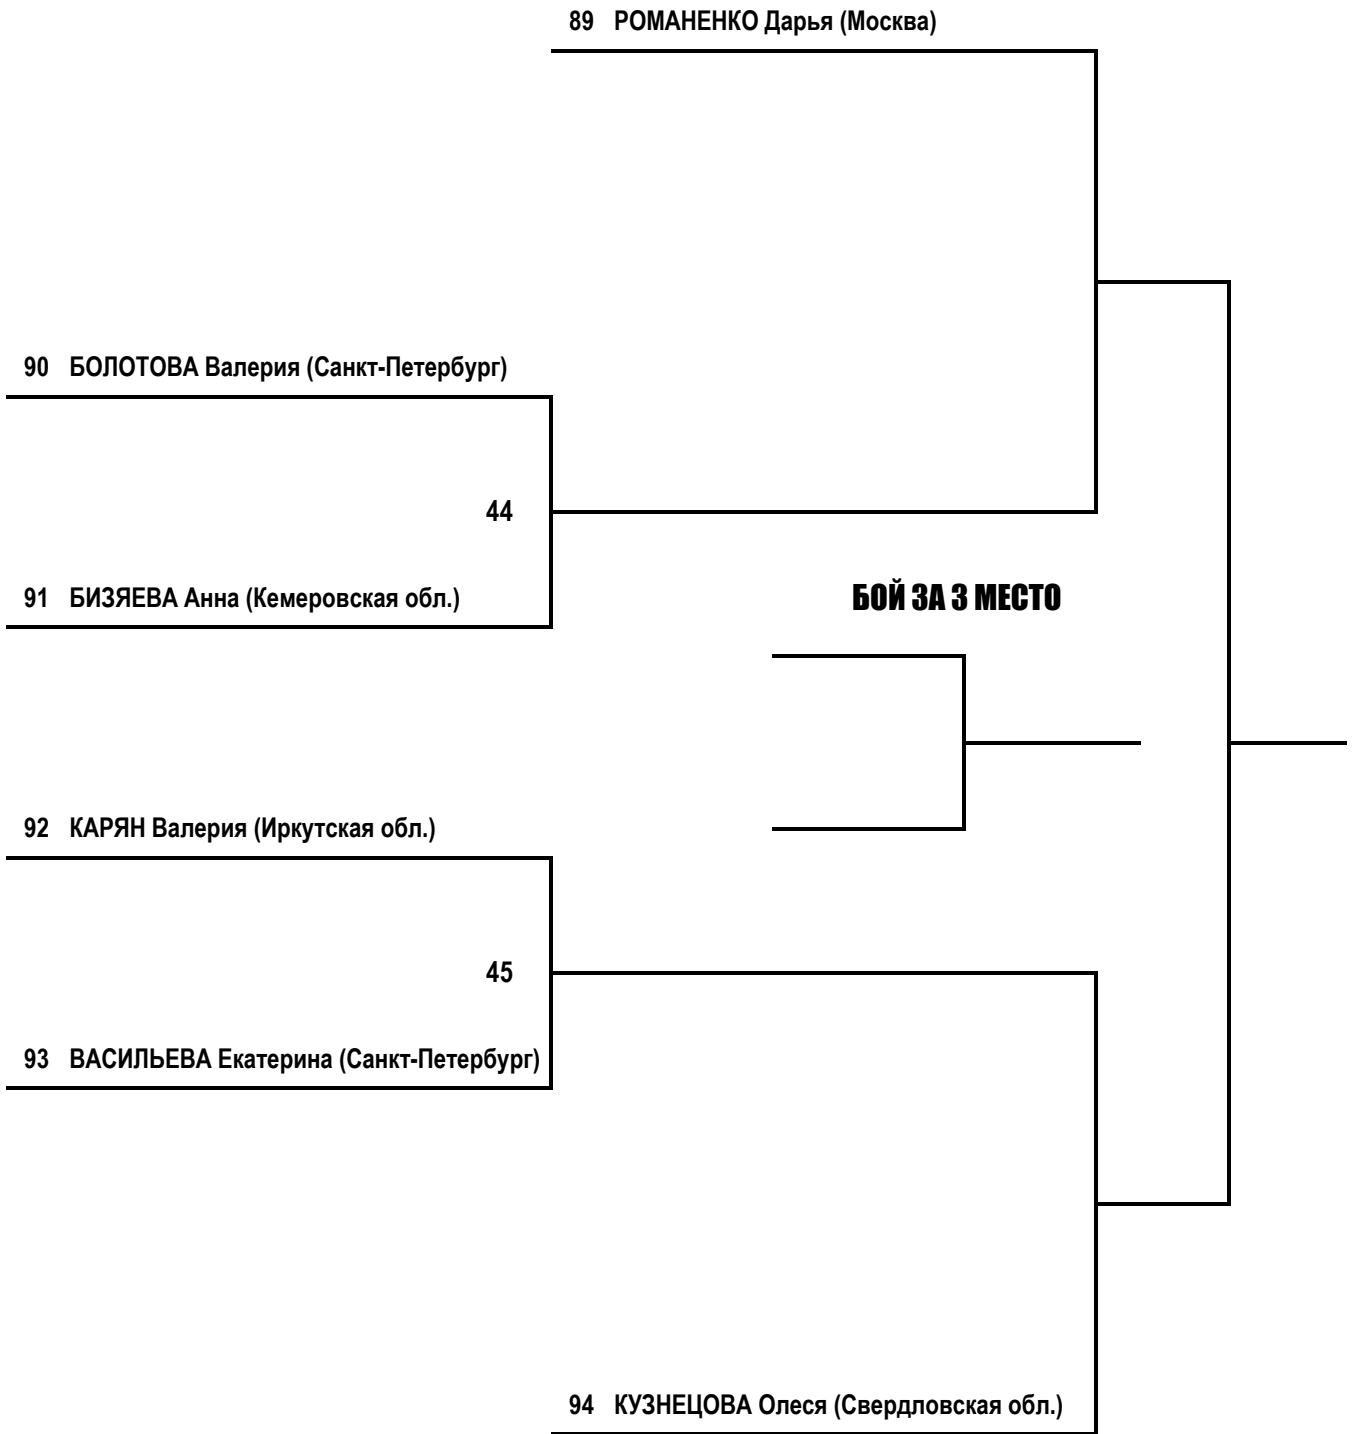 89 РОМАНЕНКО Дарья (Москва)
90 БОЛОТОВА Валерия (Санкт-Петербург)
44
91 БИЗЯЕВА Анна (Кемеровская обл.)
БОЙ ЗА 3 МЕСТО
92 КАРЯН Валерия (Иркутская обл.)
45
93 ВАСИЛЬЕВА Екатерина (Санкт-Петербург)
94 КУЗНЕЦОВА Олеся (Свердловская обл.)